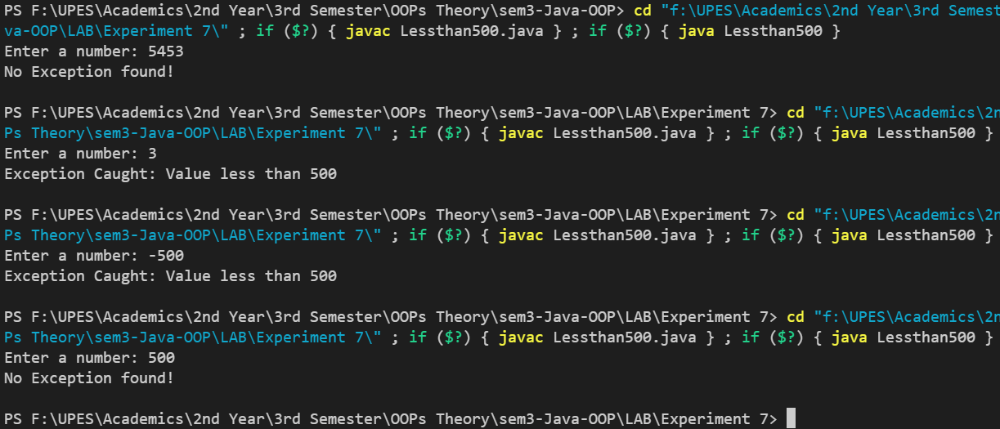 PS F:\UPES\Academics\2nd Year\3rd Semester\OOPs Theory\sem3-Java-OOP> cd "f:\UPES\Academics\2nd Year\3rd Semest
va-OOP\LAB\Experiment 7\" ; if ($?) { javac Lessthan500.java } ; if ($?) { java Lessthan500 }
Enter a number: 5453
No Exception found!
PS F:\UPES\Academics\2nd Year\3rd Semester\OOPs Theory\sem3-Java-OOP\LAB\Experiment 7> cd "f:\UPES\Academics\2n
Ps Theory\sem3-Java-OOP\LAB\Experiment 7\" ; if ($?) { javac Lessthan500.java } ; if ($?) { java Lessthan500 }
Enter a number: 3
Exception Caught: Value less than 500
PS F:\UPES\Academics\2nd Year\3rd Semester\OOPs Theory\sem3-Java-OOP\LAB\Experiment 7> cd "f:\UPES\Academics\2n
Ps Theory\sem3-Java-OOP\LAB\Experiment 7\" ; if ($?) { javac Lessthan500.java } ; if ($?) { java Lessthan500 }
Enter a number: -500
Exception Caught: Value less than 500
PS F:\UPES\Academics\2nd Year\3rd Semester\OOPs Theory\sem3-Java-OOP\LAB\Experiment 7> cd "f:\UPES\Academics\2n
Ps Theory\sem3-Java-OOP\LAB\Experiment 7\" ; if ($?) { javac Lessthan500.java } ; if ($?) { java Lessthan500 }
Enter a number: 500
No Exception found!
PS F:\UPES\Academics\2nd Year\3rd Semester\OOPs Theory\sem3-Java-OOP\LAB\Experiment 7>